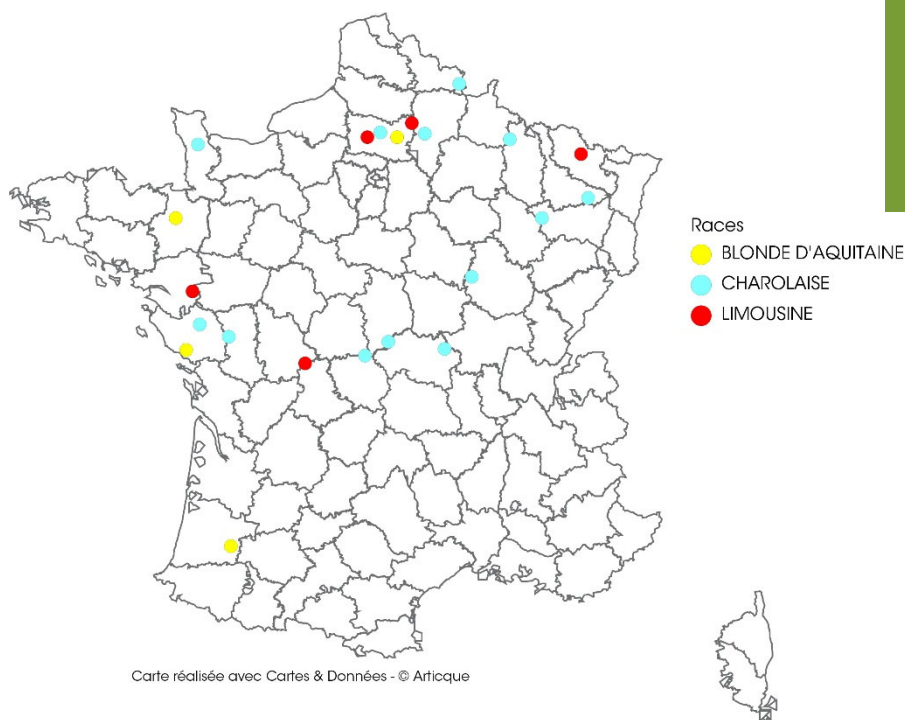 Races
BLONDE D'AQUITAINE
CHAROLAISE
LIMOUSINE
Carte réalisée avec Cartes & Données - © Articque